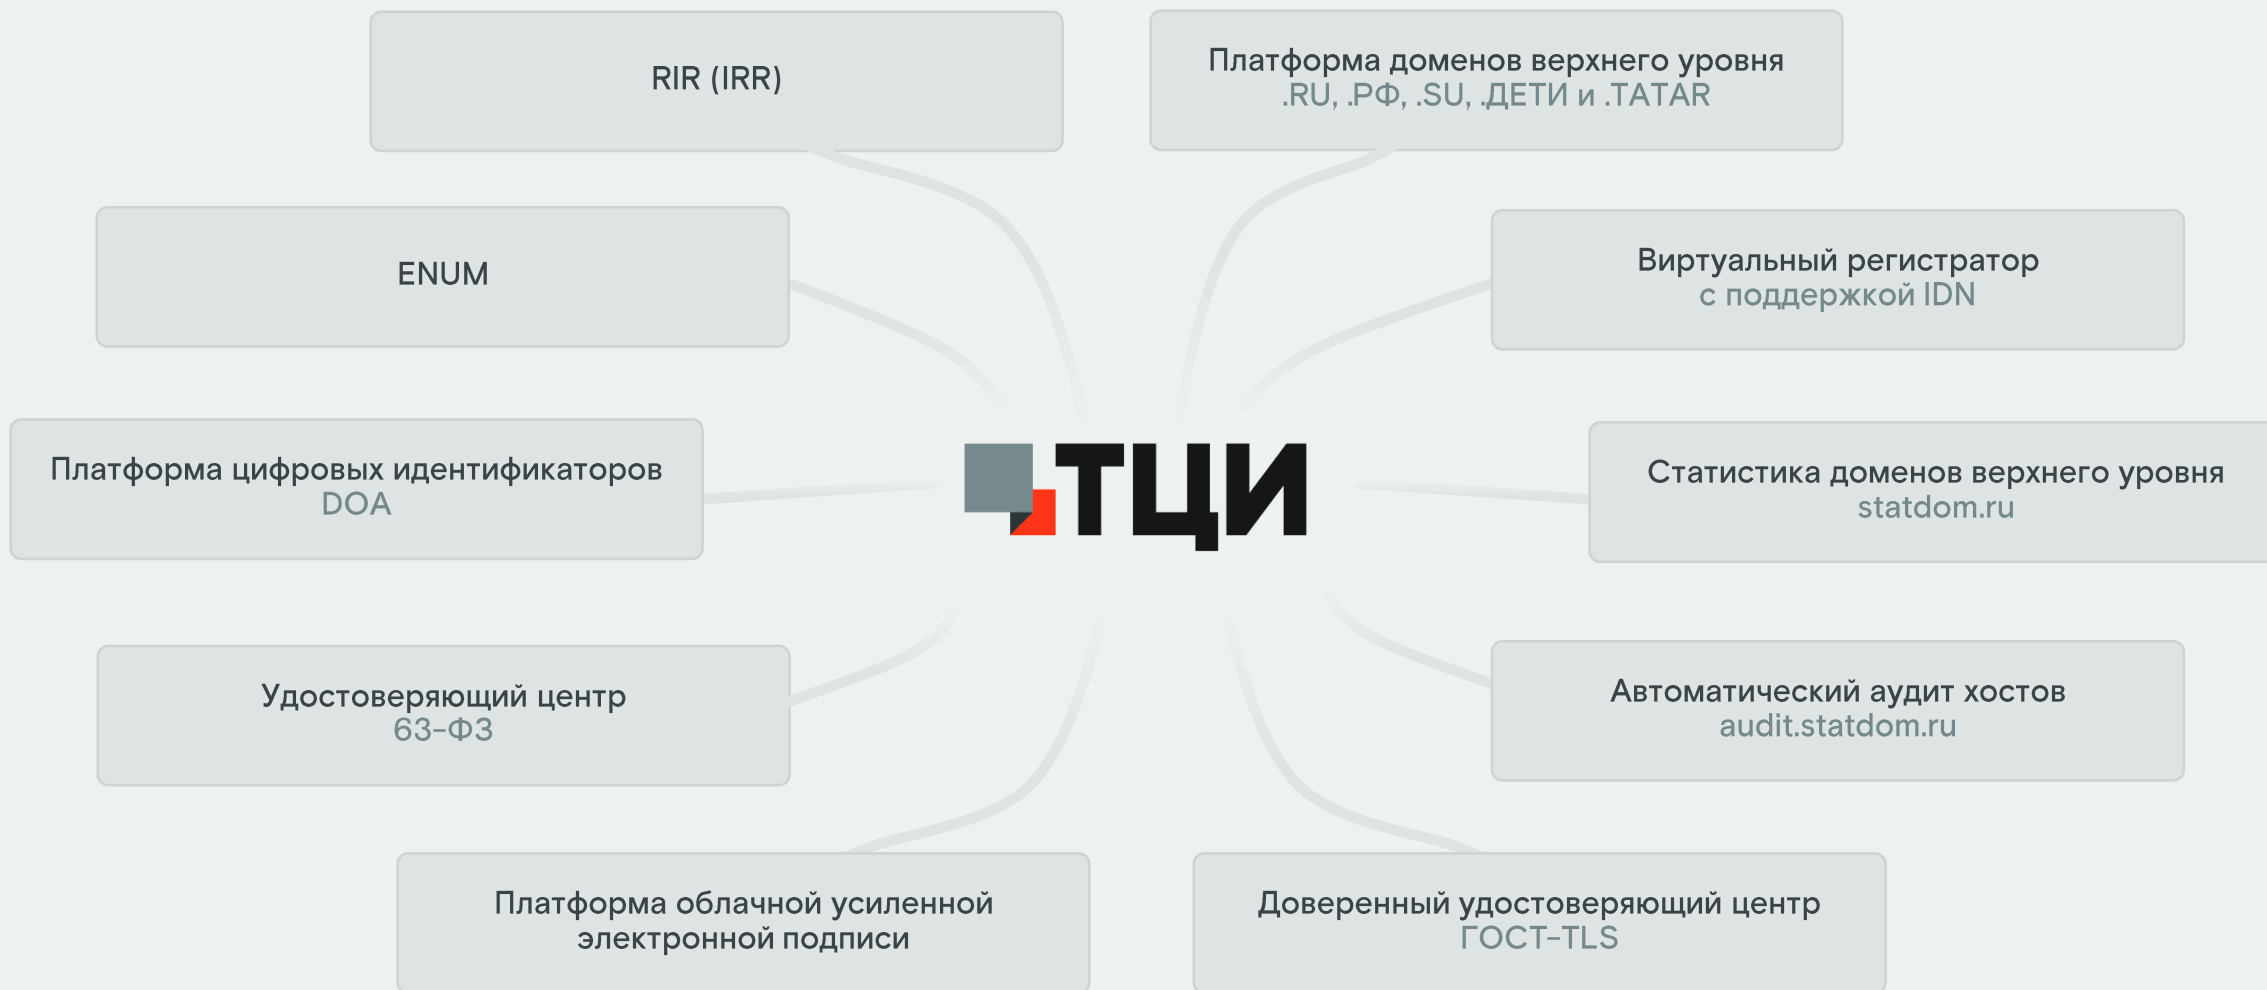 RIR (IRR)
Платформа доменов верхнего уровня
.RU, .РФ, .SU, .ДЕТИ и .TATAR
ENUM
Виртуальный регистратор
с поддержкой IDN
Платформа цифровых идентификаторов
DOA
ТЦИ
Статистика доменов верхнего уровня
statdom.ru
Удостоверяющий центр
63-ФЗ
Автоматический аудит хостов
audit.statdom.ru
Платформа облачной усиленной
электронной подписи
Доверенный удостоверяющий центр
ГОСТ-TLS